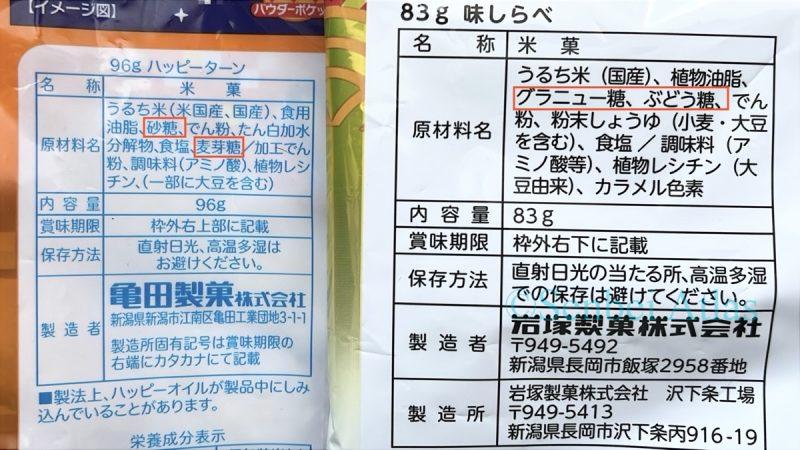 【イメージ図】
パウダーポケッ
96g ハッピーターン
名称 米菓
原材料名
うるち米(米国産、国産)、食用
油脂、砂糖、でん粉、たん白加水
分解物、食塩、麦芽糖／加工でん
粉、調味料(アミノ酸)、植物レシ
チン、(一部に大豆を含む)
内容量 96g
賞味期限 枠外右上部に記載
保存方法
直射日光、高温多湿は
お避けください。
製造者
亀田製菓株式会社
新潟県新潟市江南区亀田工業団地3-1-1
製造所固有記号は賞味期限の
右端にカタカナにて記載
■製法上、ハッピーオイルが製品中にしみ
込んでいることがあります。
栄養成分表示
83g 味しらべ
名称 米菓
原材料名
うるち米（国産）、植物油脂、
グラニュー糖、ぶどう糖、でん
粉、粉末しょうゆ（小麦・大豆
を含む）、食塩／調味料（ア
ミノ酸等）、植物レシチン（大
豆由来）、カラメル色素
内容量 83g
賞味期限 枠外右下に記載
保存方法
直射日光の当たる所、高温多湿
での保存は避けてください。
製造者
岩塚製菓株式会社
〒949-5492
新潟県長岡市飯塚2958番地
製造所
岩塚製菓株式会社 沢下条工場
〒949-5413
新潟県長岡市沢下条丙916-19